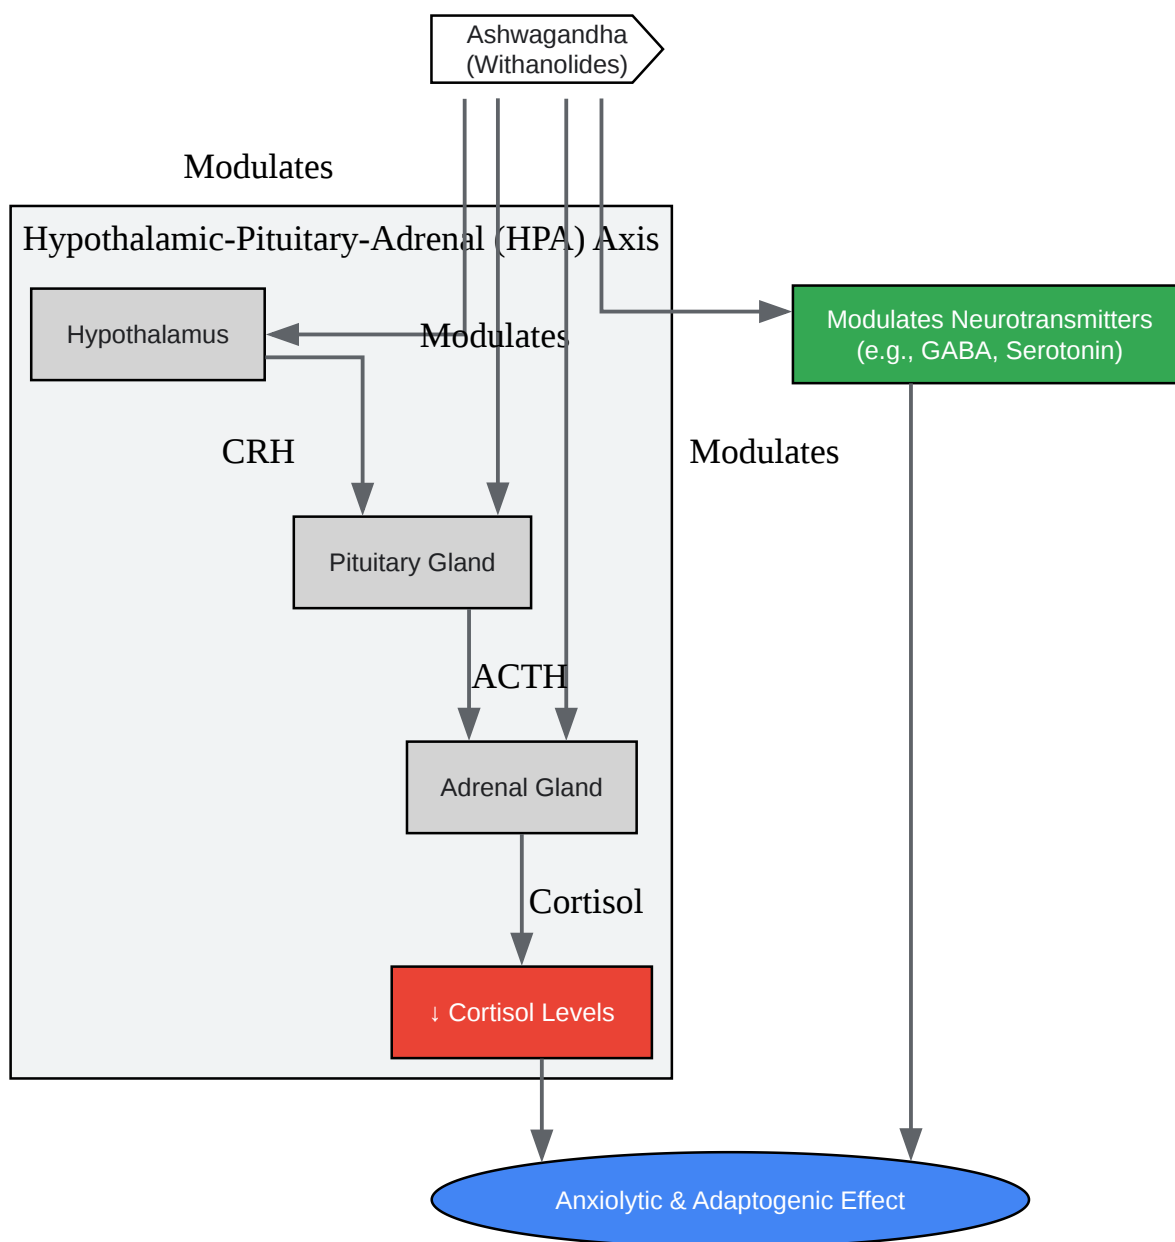 Ashwagandha
(Withanolides)
Modulates
Hypothalamic-Pituitary-Adrenal (HPA) Axis
Hypothalamus
Modulates
Modulates Neurotransmitters
(e.g., GABA, Serotonin)
CRH
Modulates
Pituitary Gland
ACTH
Adrenal Gland
Cortisol
↓ Cortisol Levels
Anxiolytic & Adaptogenic Effect